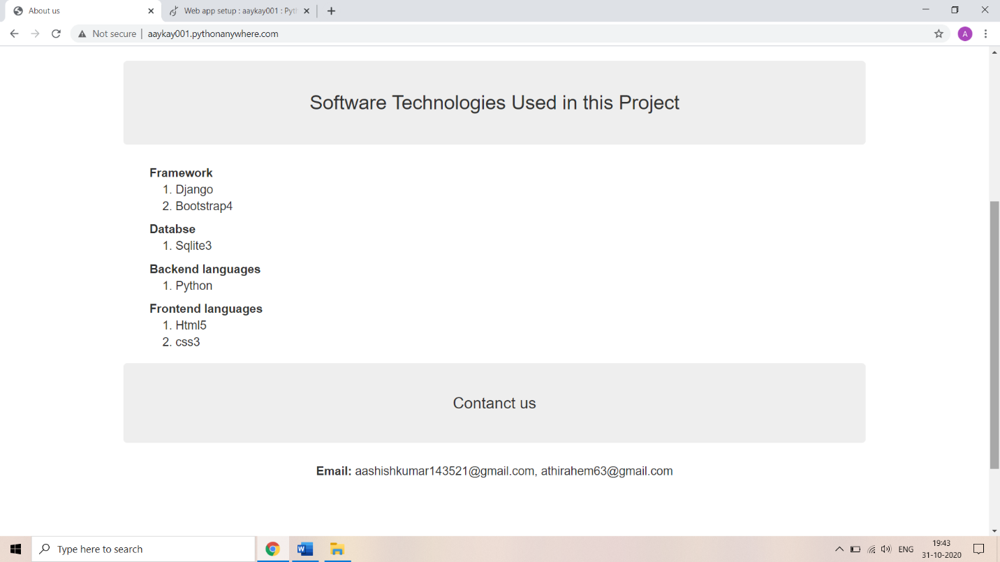 About us
Web app setup : aaykay001 : Pyt
Not secure | aaykay001.pythonanywhere.com
A
Software Technologies Used in this Project
Framework
1. Django
2. Bootstrap4
Databse
1. Sqlite3
Backend languages
1. Python
Frontend languages
1. Html5
2. css3
Contanct us
Email: aashishkumar143521@gmail.com, athirahem63@gmail.com
Type here to search
W
ENG
19:43
31-10-2020